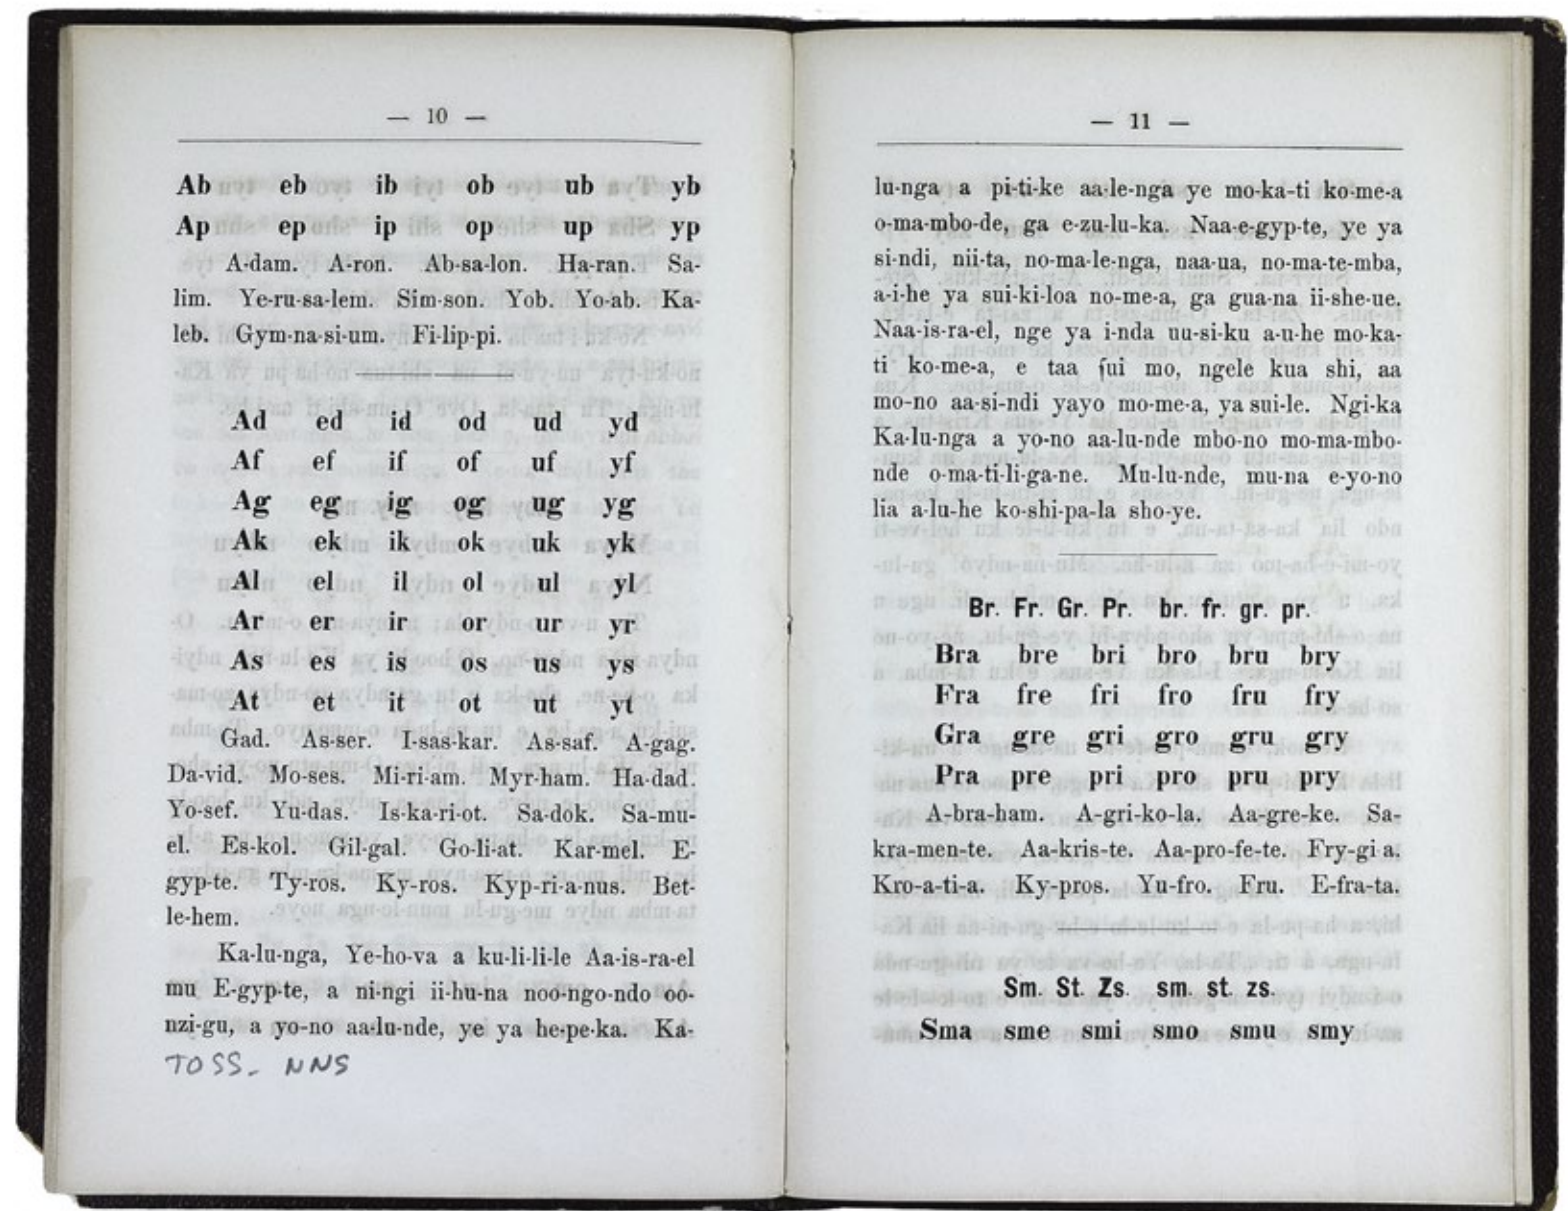 — 10 —
Ab eb ib ob ub yb
Ap ep ip op up yp
A-dam. A-ron. Ab-sa-lon. Ha-ran. Sa-
lim. Ye-ru-sa-lem. Sim-son. Yob. Yo-ab. Ka-
leb. Gym-na-si-um. Fi-lip-pi.
Ad ed id od ud yd
Af ef if of uf yf
Ag eg ig og ug yg
Ak ek ik ok uk yk
Al el il ol ul yl
Ar er ir or ur yr
As es is os us ys
At et it ot ut yt
Gad. As-ser. I-sas-kar. As-saf. A-gag.
Da-vid. Mo-ses. Mi-ri-am. Myr-ham. Ha-dad.
Yo-sef. Yu-das. Is-ka-ri-ot. Sa-dok. Sa-mu-
el. Es-kol. Gil-gal. Go-li-at. Kar-mel. E-
gyp-te. Ty-ros. Ky-ros. Kyp-ri-a-nus. Bet-
le-hem.
Ka-lu-nga, Ye-ho-va a ku-li-li-le Aa-is-ra-el
mu E-gyp-te, a ni-ngi ii-hu-na noo-ngo-ndo oo-
nzi-gu, a yo-no aa-lu-nde, ye ya he-pe-ka. Ka-
TOSS- NNS
— 11 —
lu-nga a pi-ti-ke aa-le-nga ye mo-ka-ti ko-me-a
o-ma-mbo-de, ga e-zu-lu-ka. Naa-e-gyp-te, ye ya
si-ndi, nii-ta, no-ma-le-nga, naa-ua, no-ma-te-mba,
a-i-he ya sui-ki-loa no-me-a, ga gua-na ii-she-ue.
Naa-is-ra-el, nge ya i-nda uu-si-ku a-u-he mo-ka-
ti ko-me-a, e taa fui mo, ngele kua shi, aa
mo-no aa-si-ndi yayo mo-me-a, ya sui-le. Ngi-ka
Ka-lu-nga a yo-no aa-lu-nde mbo-no mo-ma-mbo-
nde o-ma-ti-li-ga-ne. Mu-lu-nde, mu-na e-yo-no
lia a-lu-he ko-shi-pa-la sho-ye.
Br. Fr. Gr. Pr. br. fr. gr. pr.
Bra bre bri bro bru bry
Fra fre fri fro fru fry
Gra gre gri gro gru gry
Pra pre pri pro pru pry
A-bra-ham. A-gri-ko-la. Aa-gre-ke. Sa-
kra-men-te. Aa-kris-te. Aa-pro-fe-te. Fry-gi a.
Kro-a-ti-a. Ky-pros. Yu-fro. Fru. E-fra-ta.
Sm. St. Zs. sm. st. zs.
Sma sme smi smo smu smy